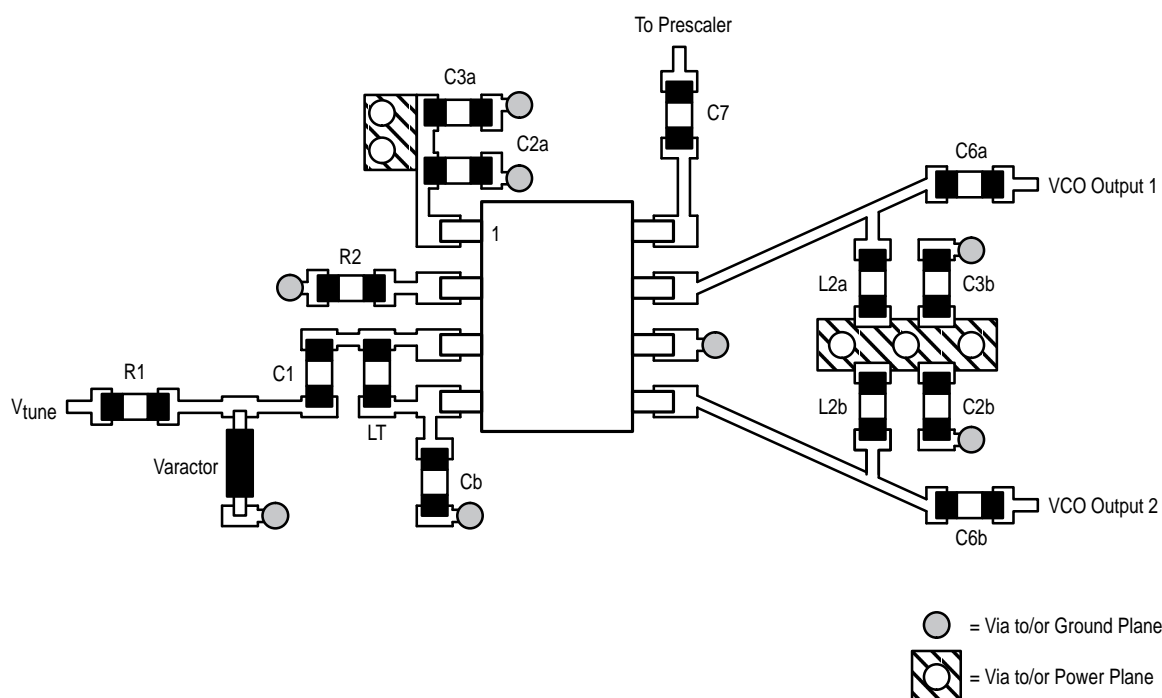 To Prescaler
C3a
C7
C2a
C6a
VCO Output 1
1
R2
L2a
C3b
C1
R1
Vtune
LT
L2b
C2b
Varactor
Cb
VCO Output 2
C6b
= Via to/or Ground Plane
= Via to/or Power Plane